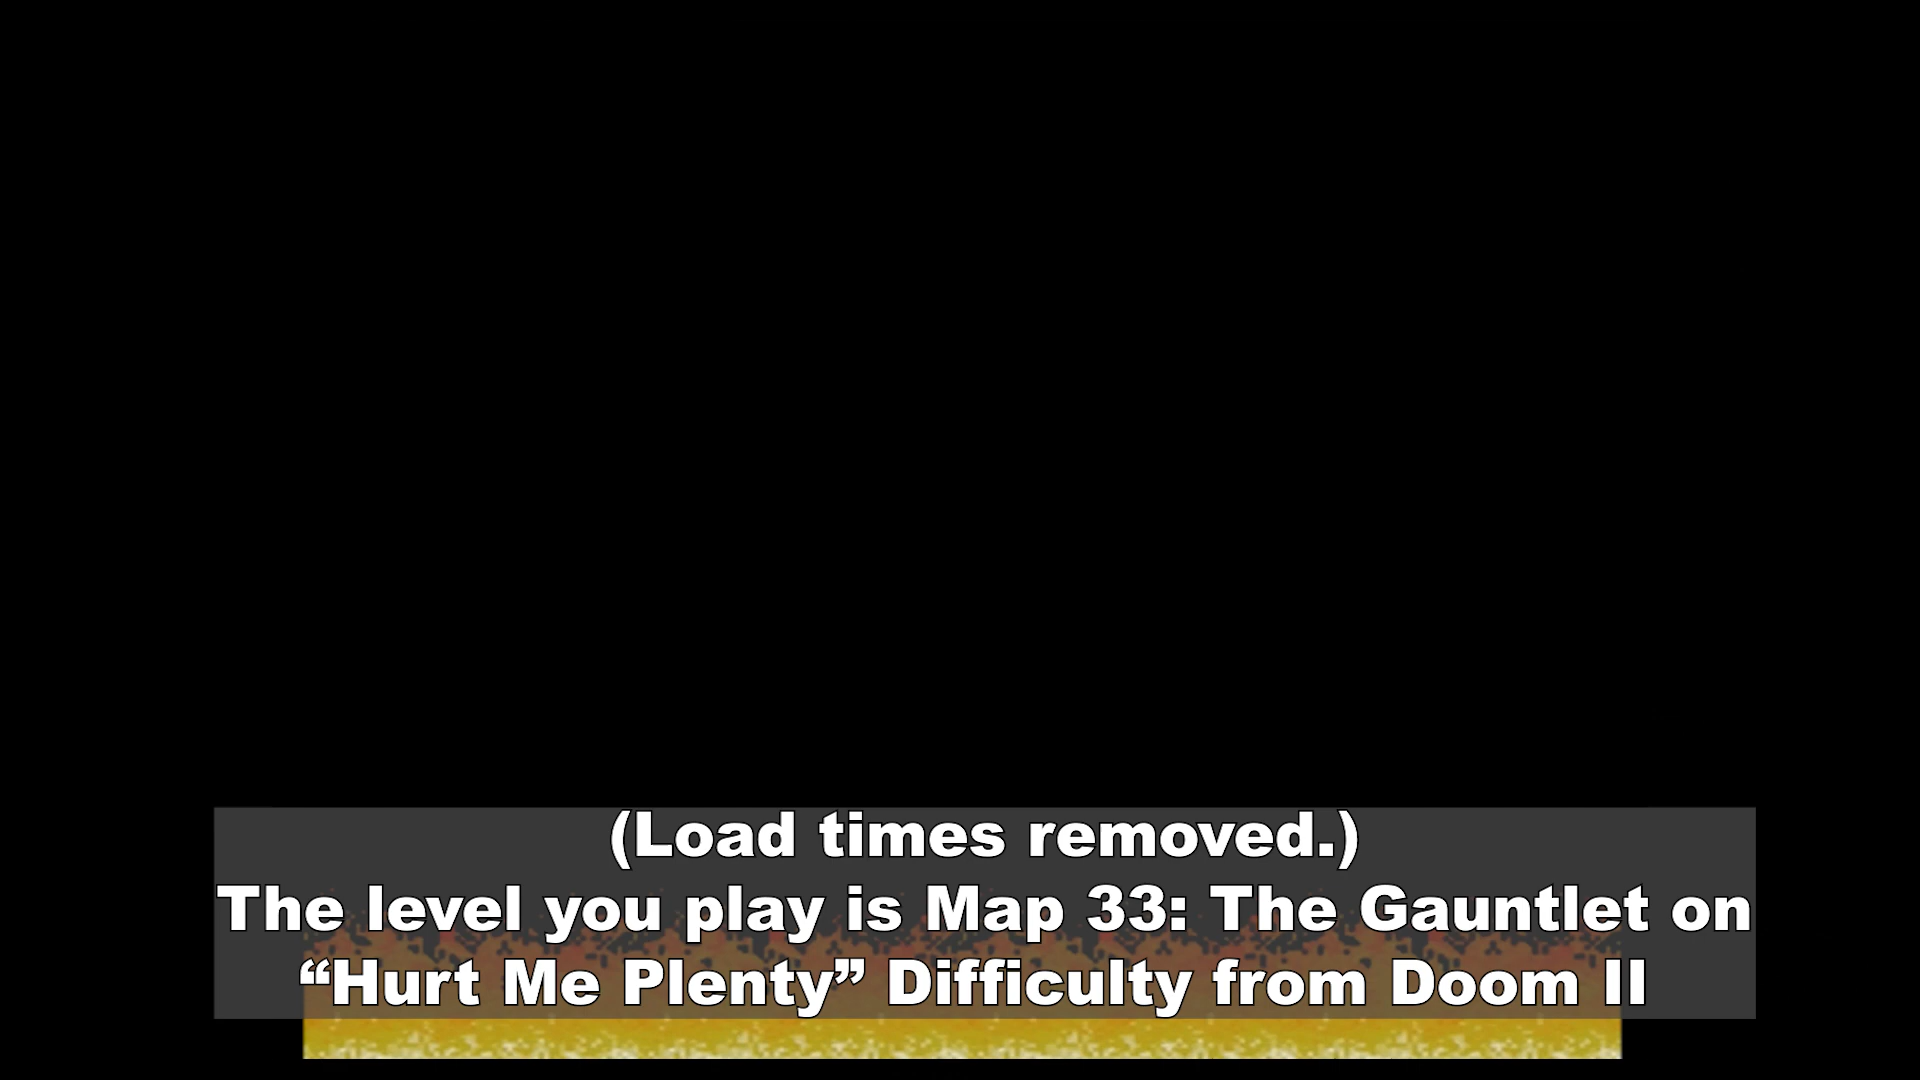 (Load times removed.)
The level you play is Map 33: The Gauntlet on
“Hurt Me Plenty” Difficulty from Doom II